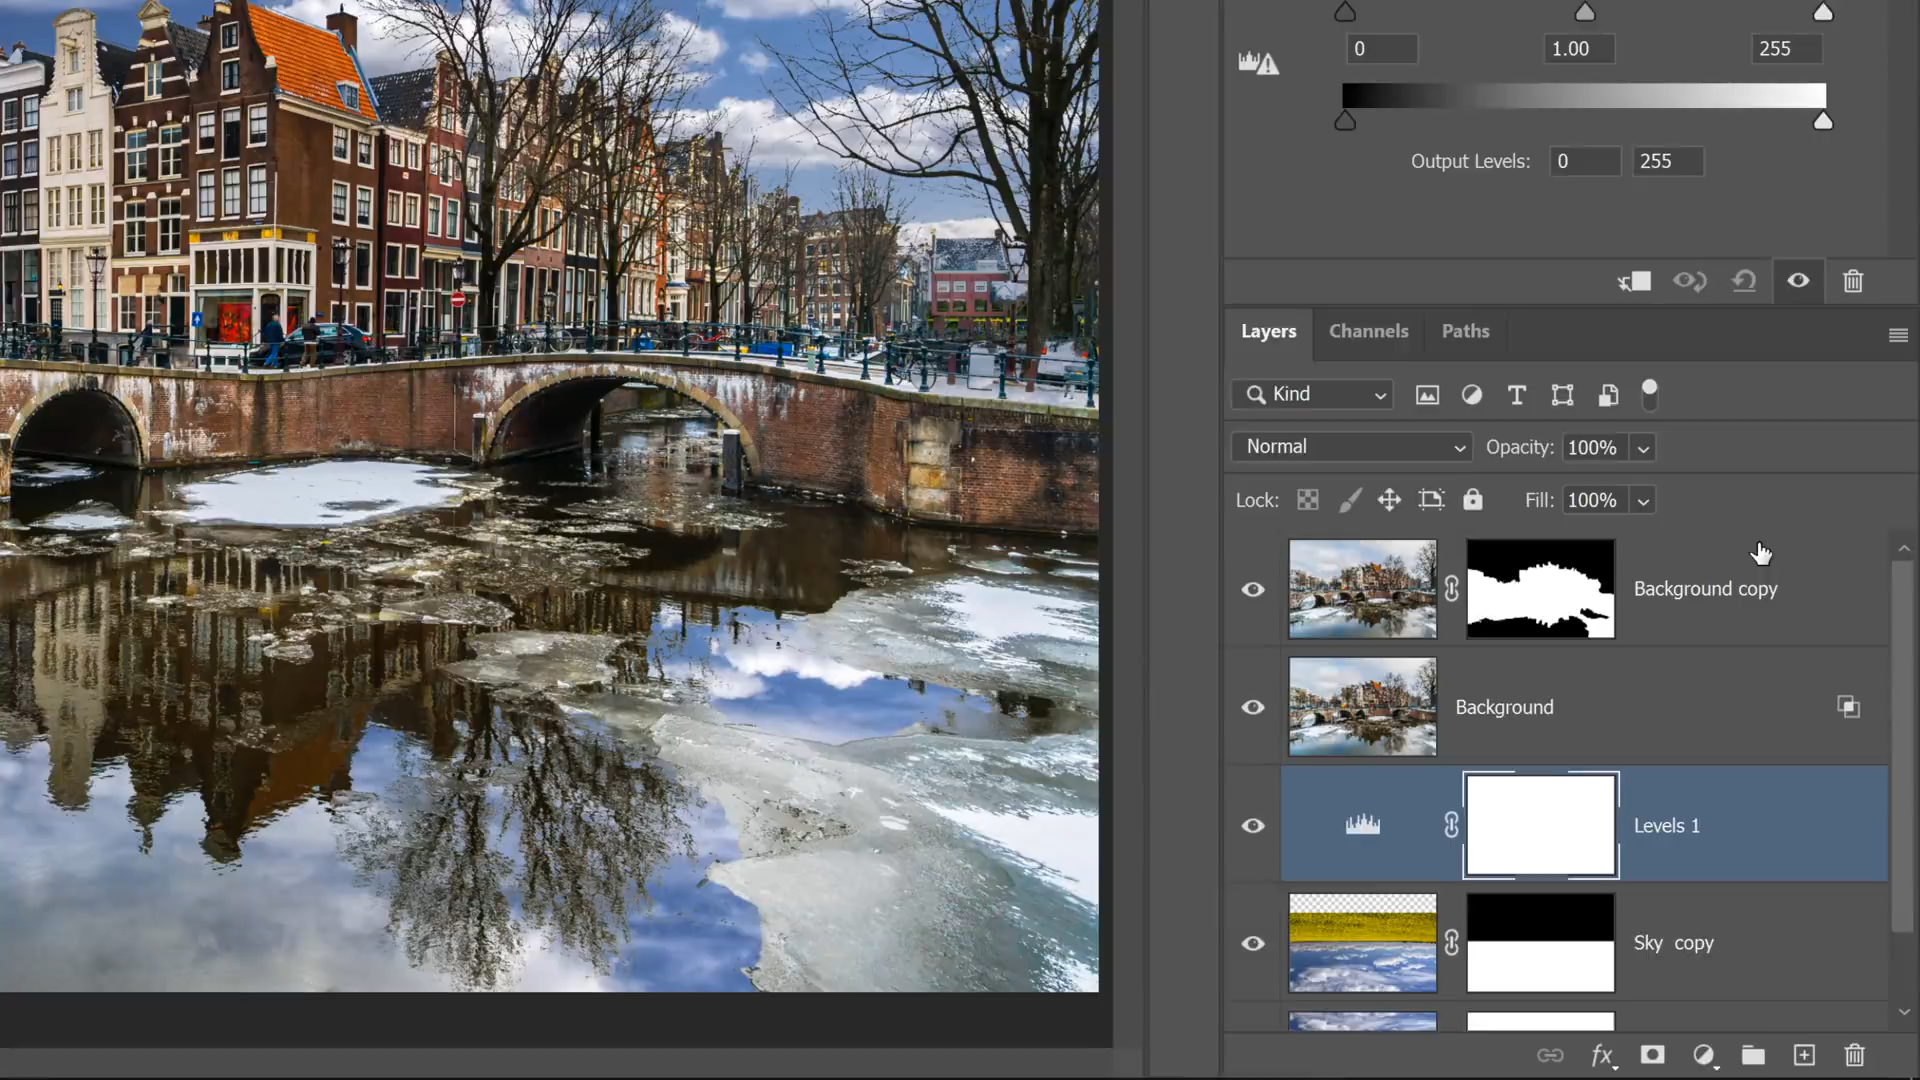 0 1.00 255
Output Levels: 0 255
Layers Channels Paths
Kind
Normal Opacity: 100%
Lock: Fill: 100%
Background copy
Background
Levels 1
Sky copy
fx